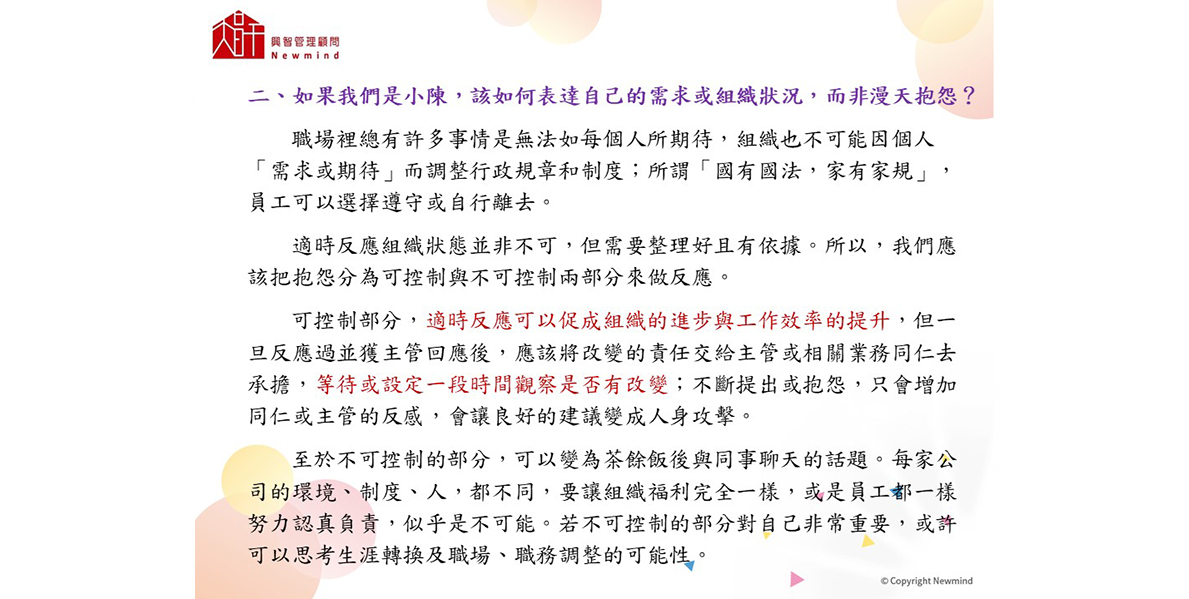 興智管理顧問
Newmind
二、如果我們是小陳，該如何表達自己的需求或組織狀況，而非漫天抱怨？
職場裡總有許多事情是無法如每個人所期待，組織也不可能因個人
「需求或期待」而調整行政規章和制度；所謂「國有國法，家有家規」，
員工可以選擇遵守或自行離去。
適時反應組織狀態並非不可，但需要整理好且有依據。所以，我們應
該把抱怨分為可控制與不可控制兩部分來做反應。
可控制部分，適時反應可以促成組織的進步與工作效率的提升，但一
旦反應過並獲主管回應後，應該將改變的責任交給主管或相關業務同仁去
承擔，等待或設定一段時間觀察是否有改變；不斷提出或抱怨，只會增加
同仁或主管的反感，會讓良好的建議變成人身攻擊。
至於不可控制的部分，可以變為茶餘飯後與同事聊天的話題。每家公
司的環境、制度、人，都不同，要讓組織福利完全一樣，或是員工都一樣
努力認真負責，似乎是不可能。若不可控制的部分對自己非常重要，或許
可以思考生涯轉換及職場、職務調整的可能性。
© Copyright Newmind